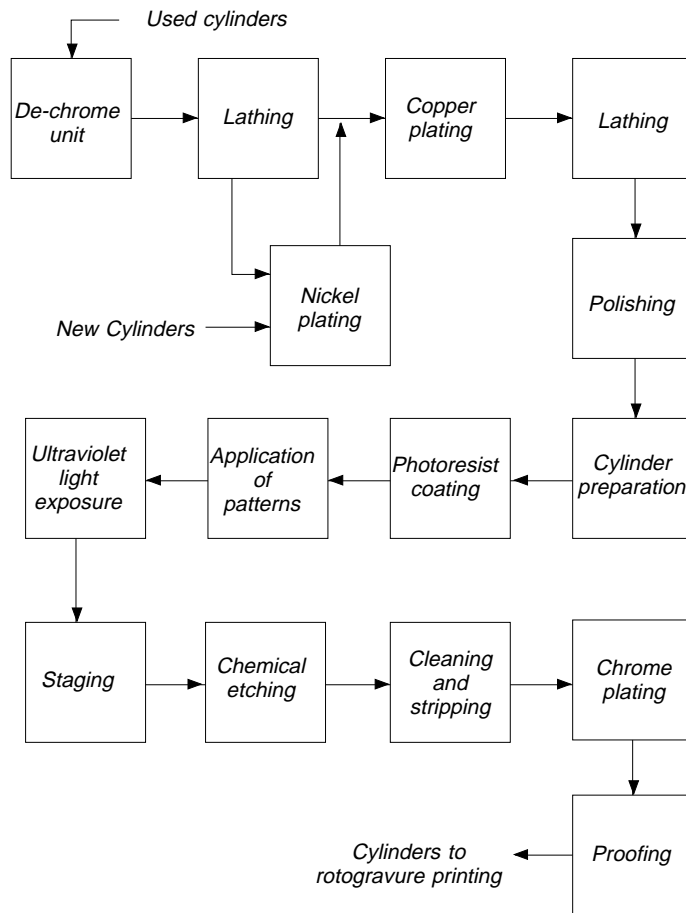 Used cylinders
De-chrome
unit
Lathing
Copper
plating
Lathing
Nickel
plating
New Cylinders
Polishing
Ultraviolet
light
exposure
Application
of
patterns
Photoresist
coating
Cylinder
preparation
Staging
Chemical
etching
Cleaning
and
stripping
Chrome
plating
Cylinders to
rotogravure printing
Proofing